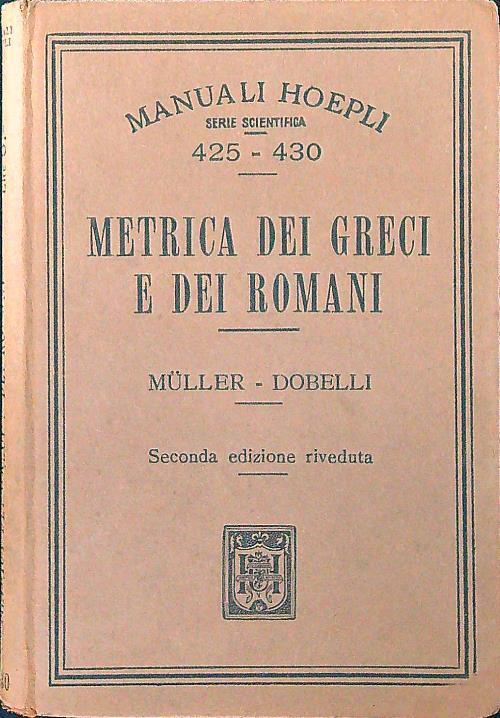 MANUALI HOEPLI
SERIE SCIENTIFICA
425 - 430
METRICA DEI GRECI
E DEI ROMANI
MÜLLER - DOBELLI
Seconda edizione riveduta